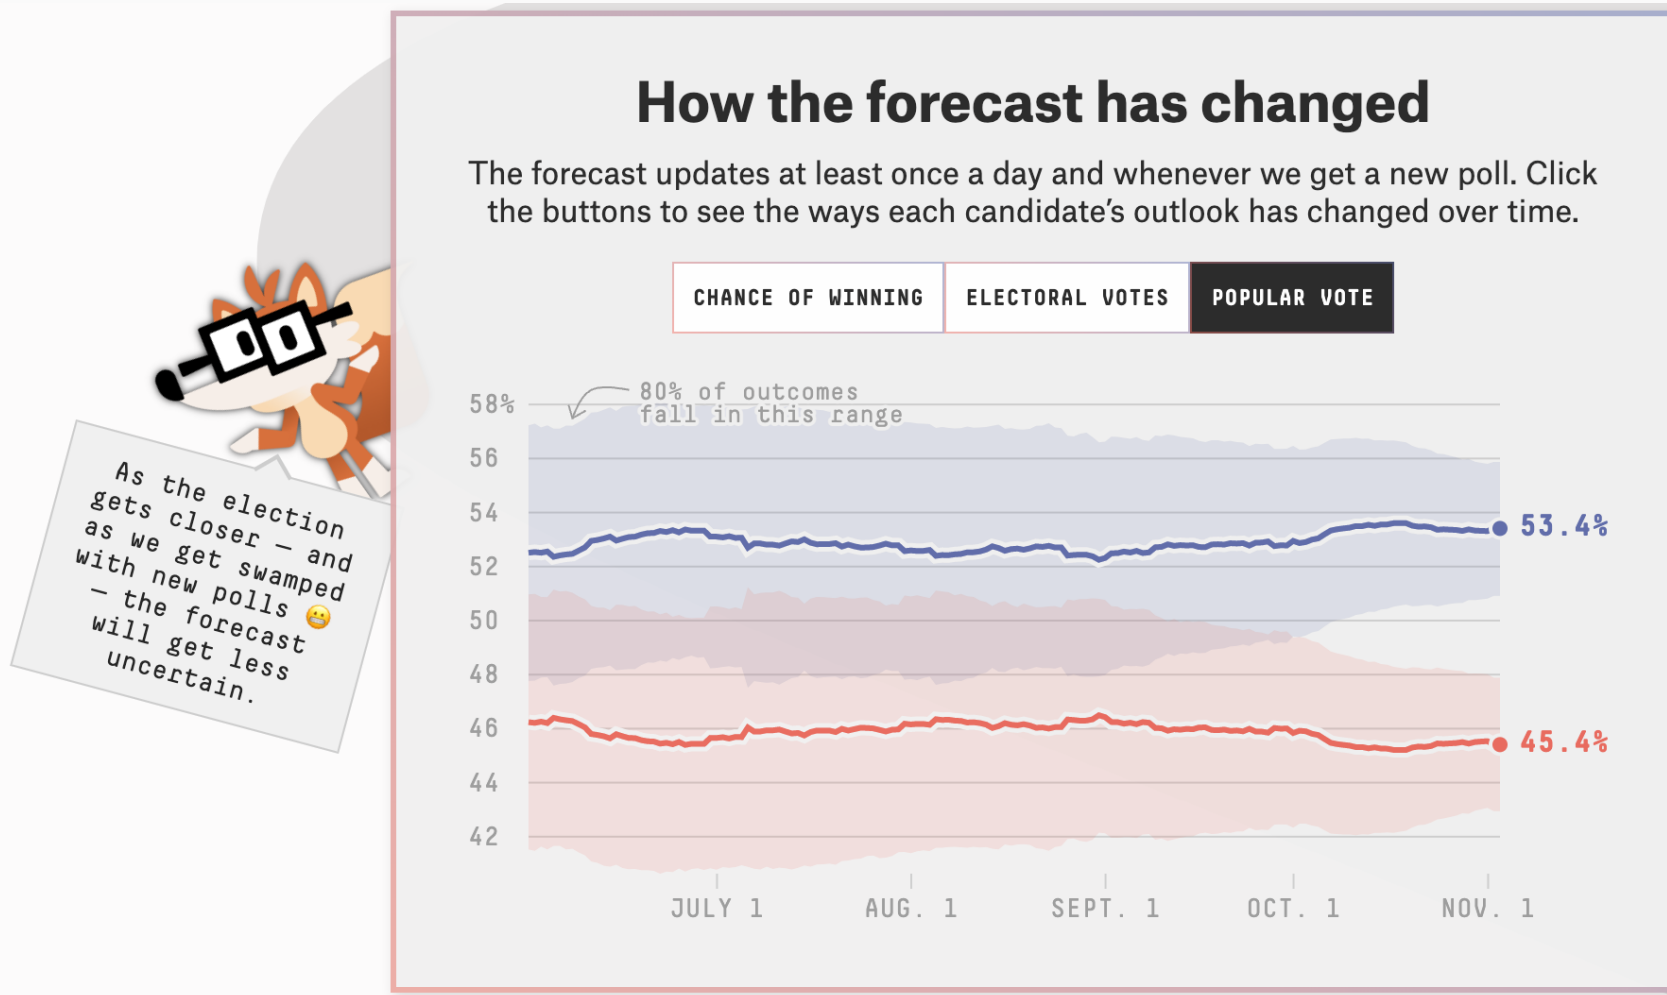 How the forecast has changed
The forecast updates at least once a day and whenever we get a new poll. Click
the buttons to see the ways each candidate’s outlook has changed over time.
CHANCE OF WINNING
ELECTORAL VOTES
POPULAR VOTE
As the election
gets closer — and
as we get swamped
with new polls 😬
— the forecast
will get less
uncertain.
80% of outcomes
fall in this range
58%
56
54
52
50
48
46
44
42
53.4%
45.4%
JULY 1
AUG. 1
SEPT. 1
OCT. 1
NOV. 1